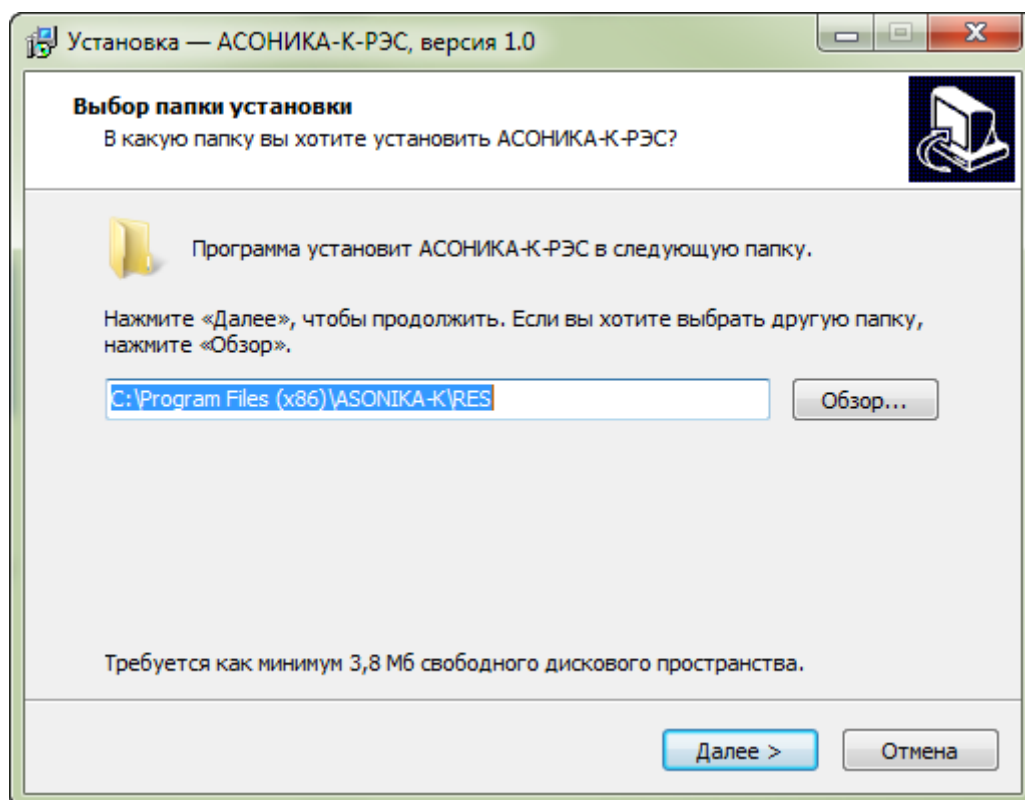 Установка — АСОНИКА-К-РЭС, версия 1.0
Выбор папки установки
В какую папку вы хотите установить АСОНИКА-К-РЭС?
Программа установит АСОНИКА-К-РЭС в следующую папку.
Нажмите «Далее», чтобы продолжить. Если вы хотите выбрать другую папку,
нажмите «Обзор».
C:\Program Files (x86)\ASONIKA-K\RES
Обзор...
Требуется как минимум 3,8 Мб свободного дискового пространства.
Далее >
Отмена